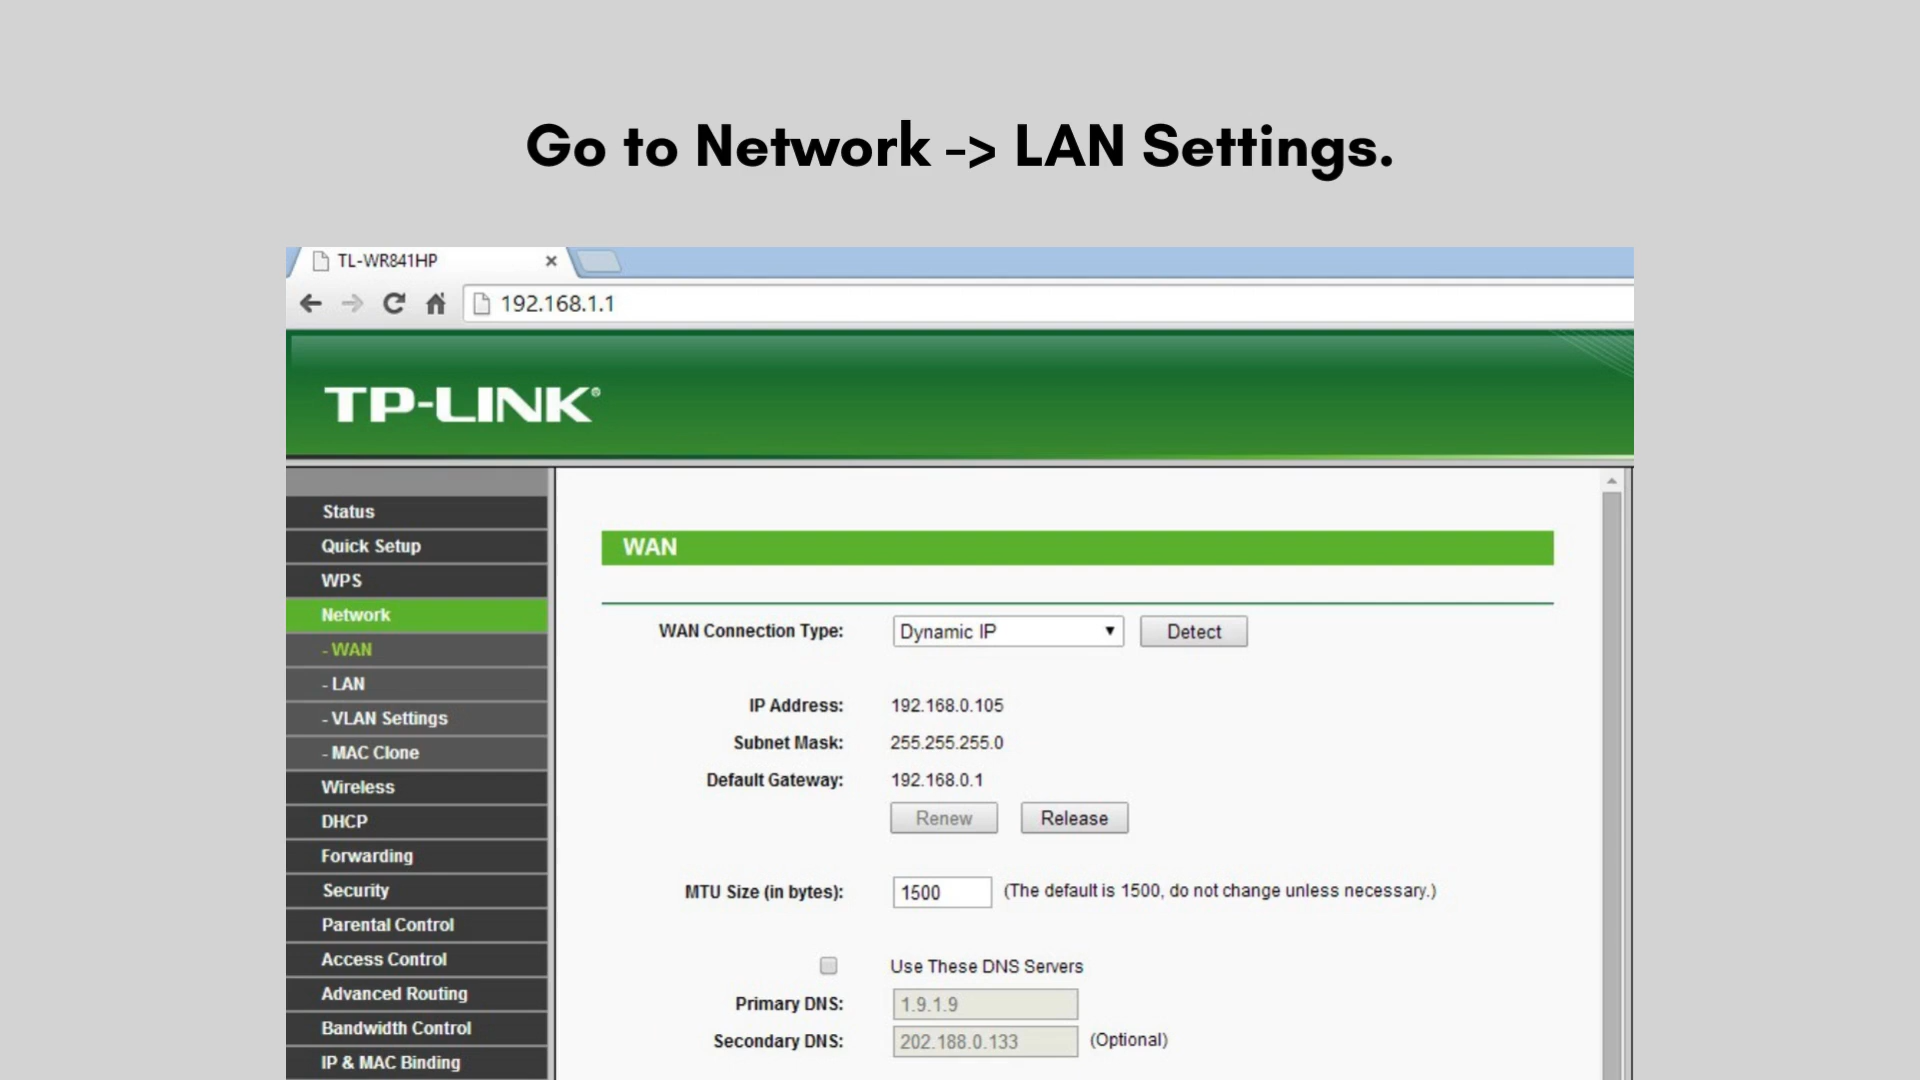 Go to Network -> LAN Settings.
TL-WR841HP
192.168.1.1
TP-LINK®
Status
Quick Setup
WPS
Network
- WAN
- LAN
- VLAN Settings
- MAC Clone
Wireless
DHCP
Forwarding
Security
Parental Control
Access Control
Advanced Routing
Bandwidth Control
IP & MAC Binding
WAN
WAN Connection Type: Dynamic IP Detect
IP Address: 192.168.0.105
Subnet Mask: 255.255.255.0
Default Gateway: 192.168.0.1
Renew Release
MTU Size (in bytes): 1500 (The default is 1500, do not change unless necessary.)
Use These DNS Servers
Primary DNS: 1.9.1.9
Secondary DNS: 202.188.0.133 (Optional)